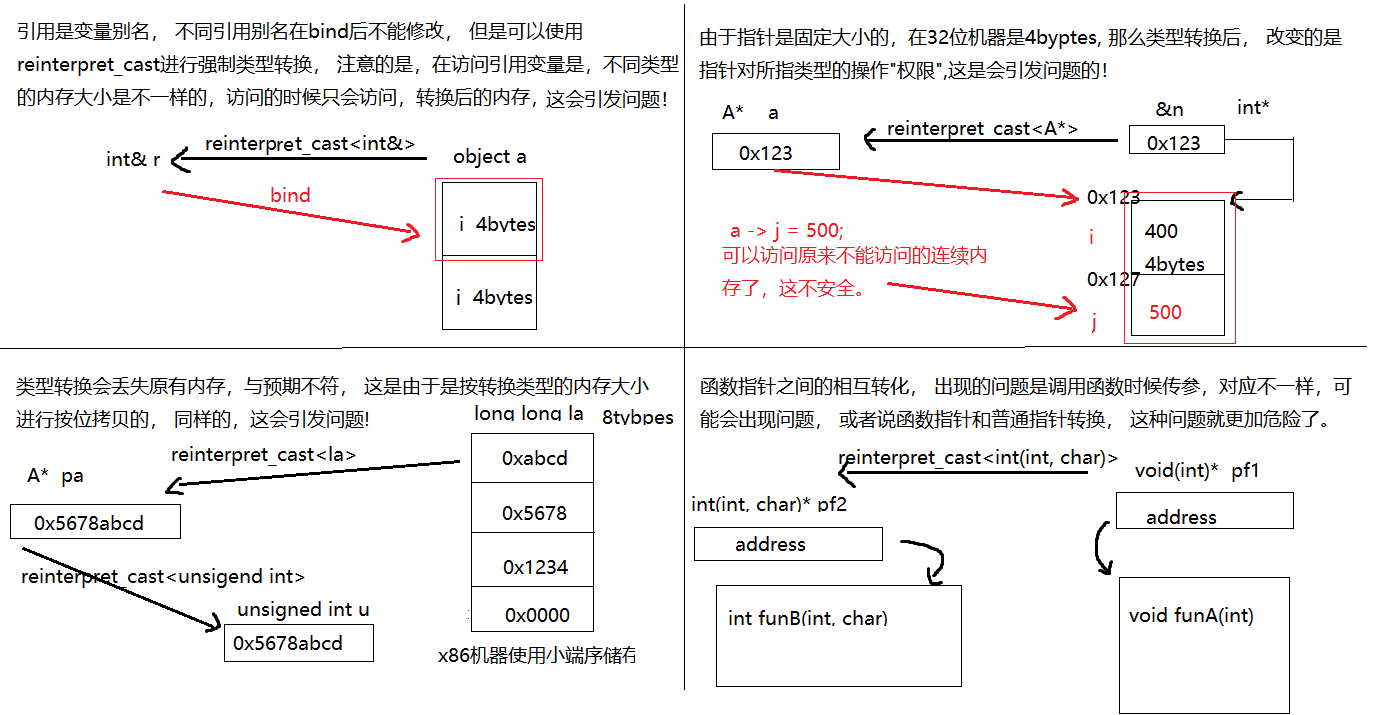 引用是变量别名， 不同引用别名在bind后不能修改， 但是可以使用
reinterpret_cast进行强制类型转换， 注意的是，在访问引用变量是，不同类型
的内存大小是不一样的，访问的时候只会访问，转换后的内存，这会引发问题！
int& r
reinterpret_cast<int&>
object a
bind
i 4bytes
i 4bytes
由于指针是固定大小的，在32位机器是4byptes, 那么类型转换后， 改变的是
指针对所指类型的操作"权限",这是会引发问题的！
A* a
0x123
reinterpret_cast<A*>
&n
int*
0x123
0x123
a -> j = 500;
可以访问原来不能访问的连续内
存了，这不安全。
i
400
4bytes
0x127
j
500
类型转换会丢失原有内存，与预期不符， 这是由于是按转换类型的内存大小
进行按位拷贝的， 同样的，这会引发问题!
long long la
8tybpes
reinterpret_cast<la>
A* pa
0x5678abcd
0xabcd
0x5678
0x1234
0x0000
reinterpret_cast<unsigend int>
unsigned int u
0x5678abcd
x86机器使用小端序储存
函数指针之间的相互转化， 出现的问题是调用函数时候传参，对应不一样，可
能会出现问题， 或者说函数指针和普通指针转换， 这种问题就更加危险了。
reinterpret_cast<int(int, char)>
void(int)* pf1
int(int, char)* pf2
address
address
int funB(int, char)
void funA(int)